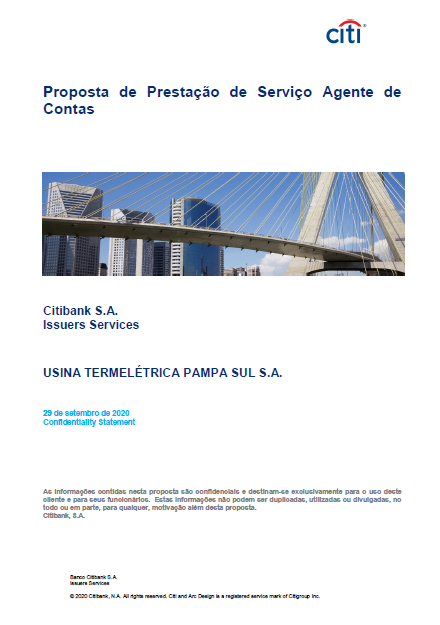 citi®
Proposta de Prestação de Serviço Agente de
Contas
Citibank S.A.
Issuers Services
USINA TERMELÉTRICA PAMPA SUL S.A.
29 de setembro de 2020
Confidentiality Statement
As informações contidas nesta proposta são confidenciais e destinam-se exclusivamente para o uso deste
cliente e para seus funcionários. Estas informações não podem ser duplicadas, utilizadas ou divulgadas, no
todo ou em parte, para qualquer, motivação além desta proposta.
Citibank, S.A.
Banco Citibank S.A.
Issuers Services
© 2020 Citibank, N.A. All rights reserved. Citi and Arc Design is a registered service mark of Citigroup Inc.